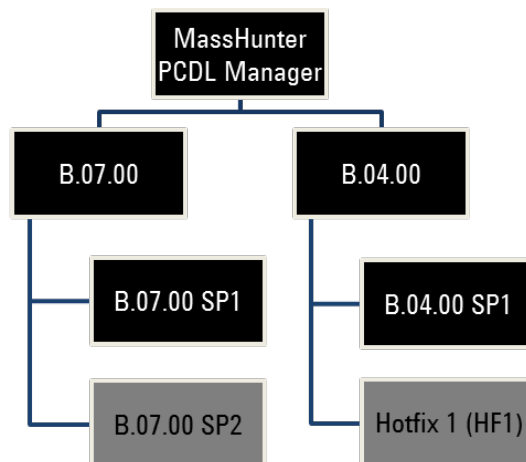 MassHunter
PCDL Manager
B.07.00
B.04.00
B.07.00 SP1
B.04.00 SP1
B.07.00 SP2
Hotfix 1 (HF1)